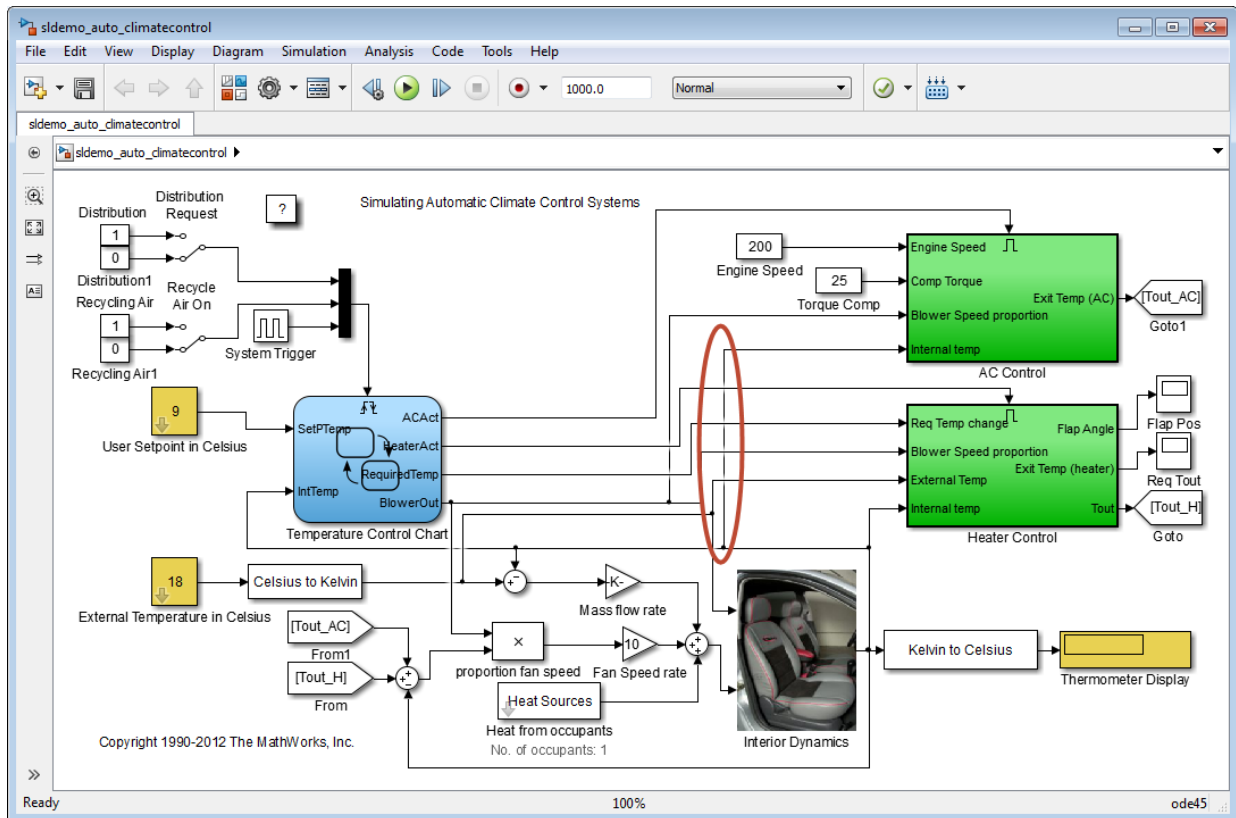 sldemo_auto_climatecontrol
File Edit View Display Diagram Simulation Analysis Code Tools Help
1000.0
Normal
sldemo_auto_climatecontrol
sldemo_auto_climatecontrol
Simulating Automatic Climate Control Systems
?
Distribution
Distribution
Request
1
0
Distribution1
Recycling Air
Recycle
Air On
1
0
Recycling Air1
System Trigger
9
User Setpoint in Celsius
SetPTemp
IntTemp
ACAct
HeaterAct
RequiredTemp
BlowerOut
Temperature Control Chart
200
Engine Speed
25
Torque Comp
Engine Speed
Comp Torque
Blower Speed proportion
Internal temp
Exit Temp (AC)
AC Control
[Tout_AC]
Goto1
Req Temp change
Blower Speed proportion
External Temp
Internal temp
Flap Angle
Exit Temp (heater)
Tout
Heater Control
Flap Pos
Req Tout
[Tout_H]
Goto
18
External Temperature in Celsius
Celsius to Kelvin
-K-
Mass flow rate
[Tout_AC]
From1
[Tout_H]
From
×
proportion fan speed
10
Fan Speed rate
Heat Sources
Heat from occupants
No. of occupants: 1
Interior Dynamics
Kelvin to Celsius
Thermometer Display
Copyright 1990-2012 The MathWorks, Inc.
Ready
100%
ode45